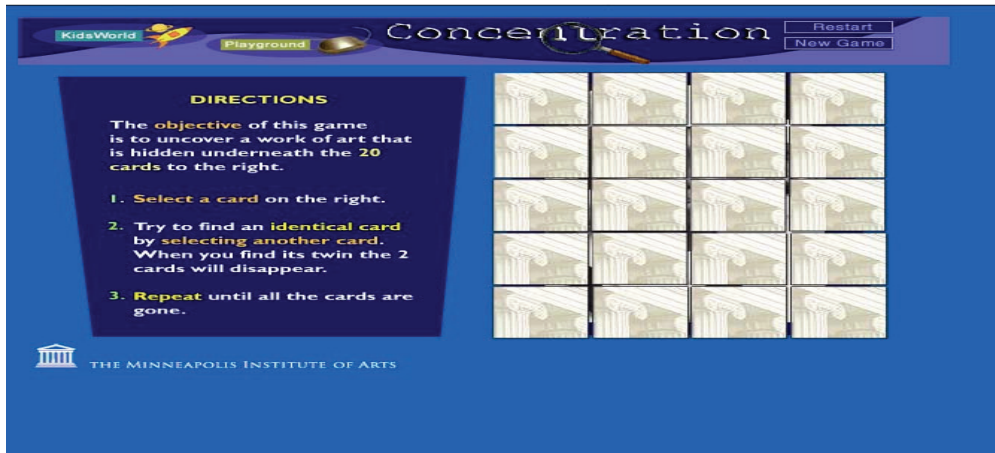 KidsWorld
Playground
Concentration
Restart
New Game
DIRECTIONS
The objective of this game
is to uncover a work of art that
is hidden underneath the 20
cards to the right.
1. Select a card on the right.
2. Try to find an identical card
by selecting another card.
When you find its twin the 2
cards will disappear.
3. Repeat until all the cards are
gone.
THE MINNEAPOLIS INSTITUTE OF ARTS